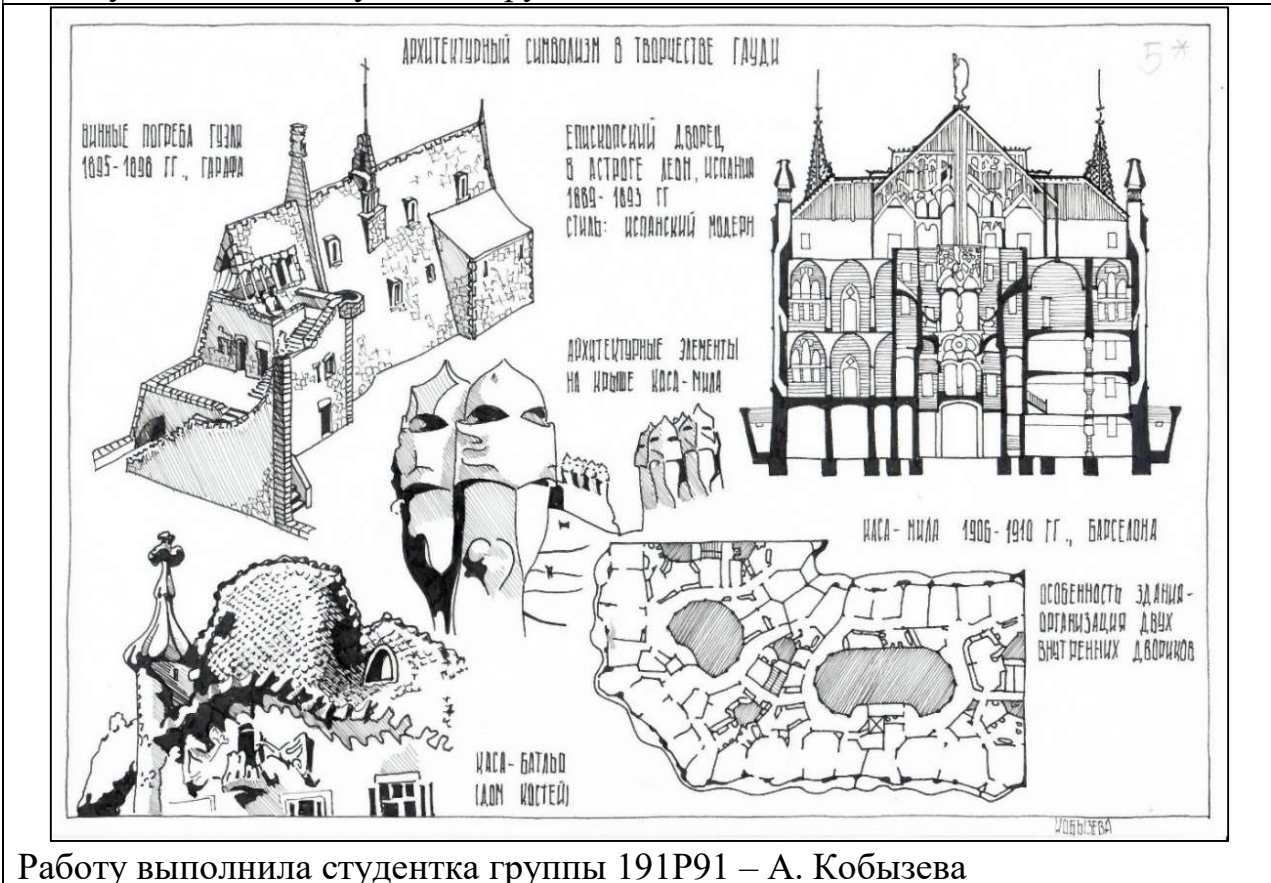 АРХИТЕКТУРНЫЙ СИМВОЛИЗМ В ТВОРЧЕСТВЕ ГАУДИ
5*
ВИННЫЕ ПОГРЕБА ГУЭЛЯ
1895-1898 ГГ., ГАРАФА
ЕПИСКОПСКИЙ ДВОРЕЦ
В АСТРОГЕ ЛЕОН, ИСПАНИЯ
1889-1893 ГГ
СТИЛЬ: ИСПАНСКИЙ МОДЕРН
АРХИТЕКТУРНЫЕ ЭЛЕМЕНТЫ
НА КРЫШЕ КАСА-МИЛА
КАСА-МИЛА 1906-1910 ГГ., БАРСЕЛОНА
ОСОБЕННОСТЬ ЗДАНИЯ-
ОРГАНИЗАЦИЯ ДВУХ
ВНУТРЕННИХ ДВОРИКОВ
КАСА-БАТЛЬО
(ДОМ КОСТЕЙ)
КОБЫЗЕВА
Работу выполнила студентка группы 191Р91 – А. Кобызева